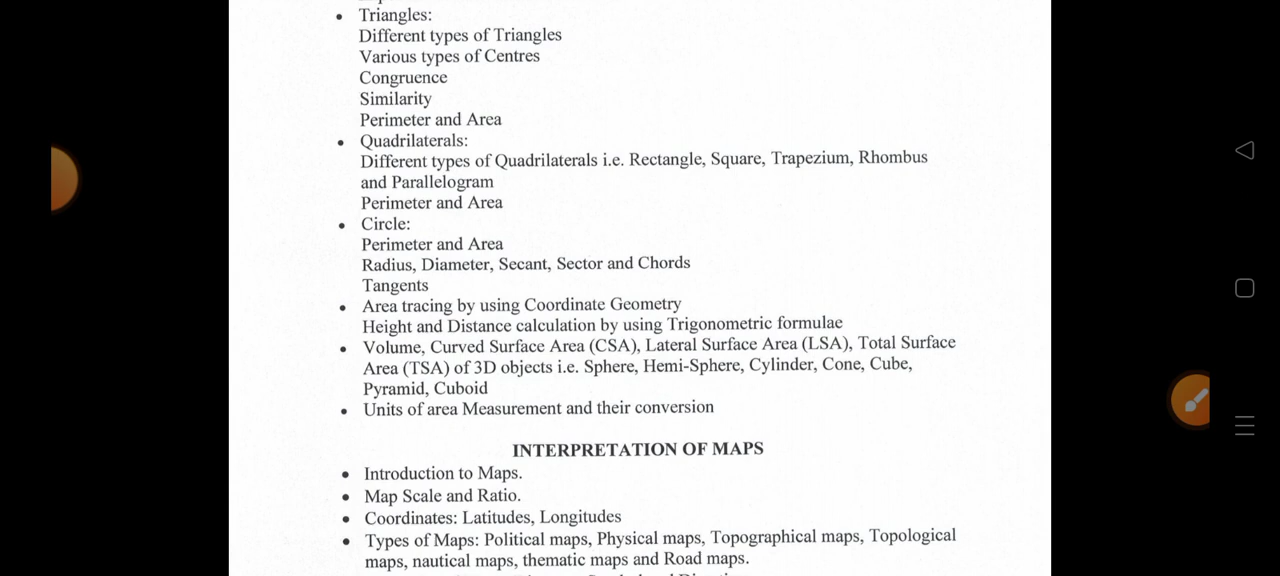 • Triangles:
Different types of Triangles
Various types of Centres
Congruence
Similarity
Perimeter and Area
• Quadrilaterals:
Different types of Quadrilaterals i.e. Rectangle, Square, Trapezium, Rhombus
and Parallelogram
Perimeter and Area
• Circle:
Perimeter and Area
Radius, Diameter, Secant, Sector and Chords
Tangents
• Area tracing by using Coordinate Geometry
Height and Distance calculation by using Trigonometric formulae
• Volume, Curved Surface Area (CSA), Lateral Surface Area (LSA), Total Surface
Area (TSA) of 3D objects i.e. Sphere, Hemi-Sphere, Cylinder, Cone, Cube,
Pyramid, Cuboid
• Units of area Measurement and their conversion
INTERPRETATION OF MAPS
• Introduction to Maps.
• Map Scale and Ratio.
• Coordinates: Latitudes, Longitudes
• Types of Maps: Political maps, Physical maps, Topographical maps, Topological
maps, nautical maps, thematic maps and Road maps.